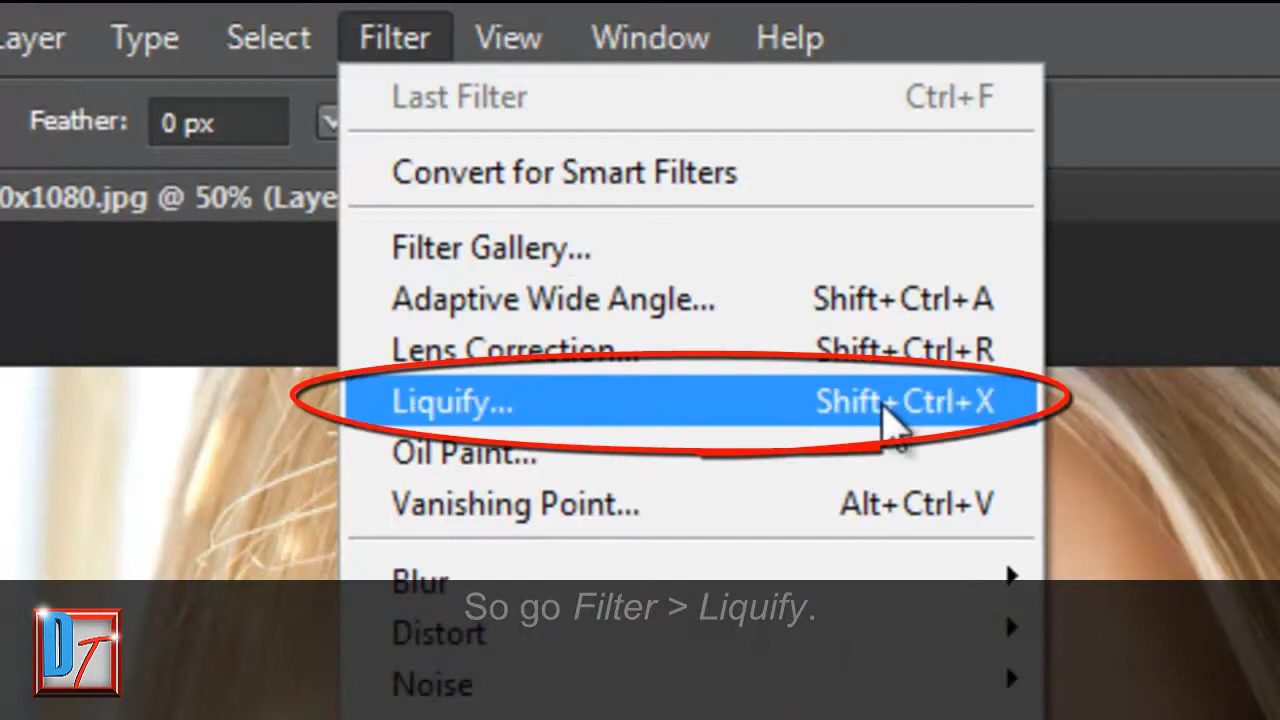 Layer Type Select Filter View Window Help
Feather: 0 px
0x1080.jpg @ 50% (Laye
Last Filter Ctrl+F
Convert for Smart Filters
Filter Gallery...
Adaptive Wide Angle... Shift+Ctrl+A
Lens Correction... Shift+Ctrl+R
Liquify... Shift+Ctrl+X
Oil Paint...
Vanishing Point... Alt+Ctrl+V
Blur
So go Filter > Liquify.
Distort
Noise
DT